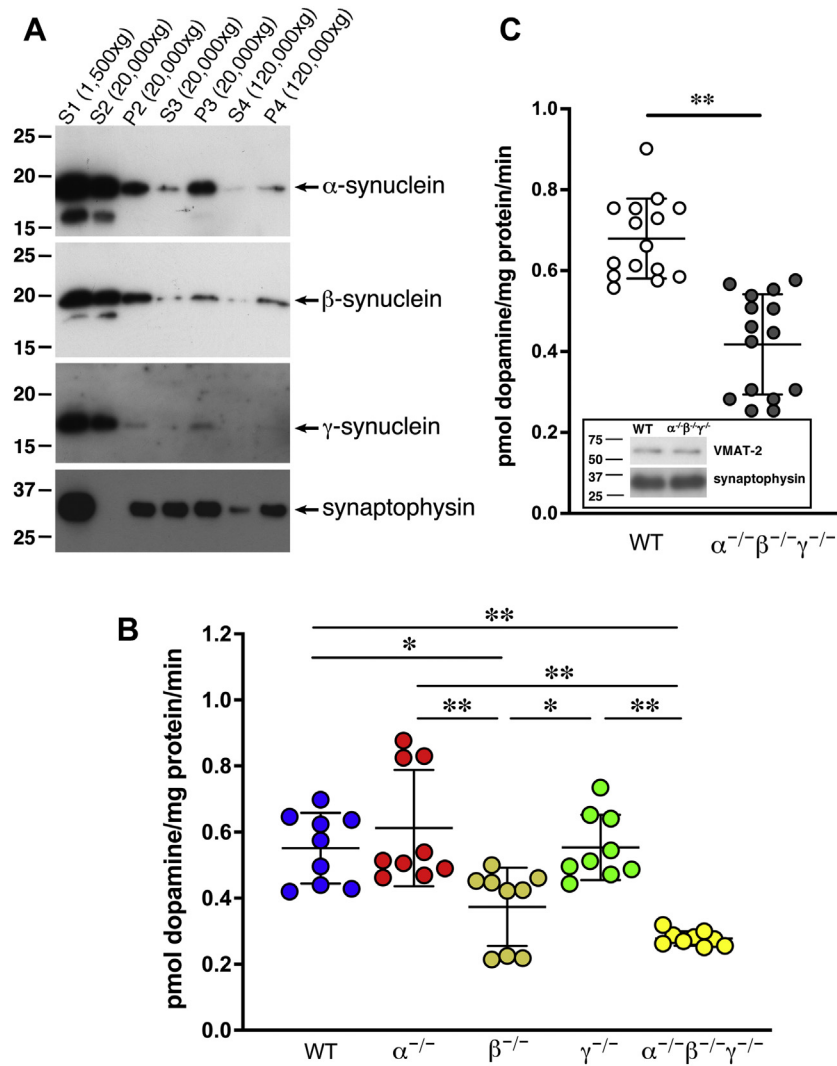 A
S1 (1,500xg)
S2 (20,000xg)
P2 (20,000xg)
S3 (20,000xg)
P3 (20,000xg)
S4 (120,000xg)
P4 (120,000xg)
25
20
15
α-synuclein
25
20
15
β-synuclein
20
15
γ-synuclein
37
25
synaptophysin
C
**
pmol dopamine/mg protein/min
1.0
0.8
0.6
0.4
0.2
0.0
WT α⁻/⁻β⁻/⁻γ⁻/⁻
75
50
VMAT-2
37
25
synaptophysin
WT α⁻/⁻β⁻/⁻γ⁻/⁻
B
pmol dopamine/mg protein/min
1.2
1.0
0.8
0.6
0.4
0.2
0.0
**
*
**
** * **
WT α⁻/⁻ β⁻/⁻ γ⁻/⁻ α⁻/⁻β⁻/⁻γ⁻/⁻